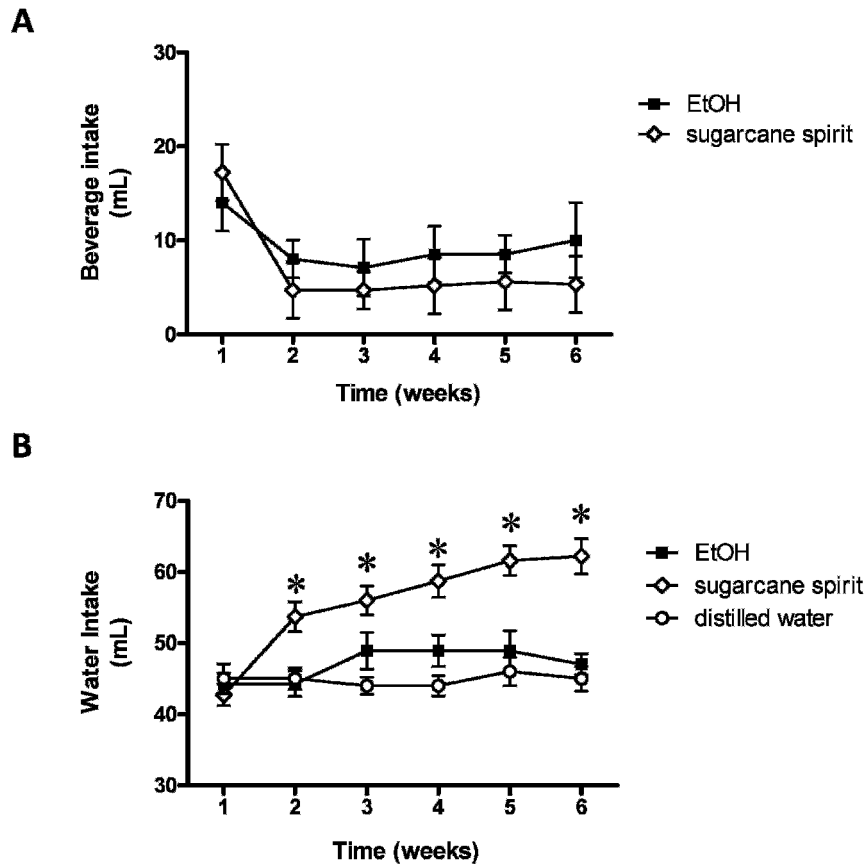 A
30
20
10
0
Beverage intake
(mL)
1 2 3 4 5 6
Time (weeks)
EtOH
sugarcane spirit
B
70
60
50
40
30
Water Intake
(mL)
* * * * *
1 2 3 4 5 6
Time (weeks)
EtOH
sugarcane spirit
distilled water